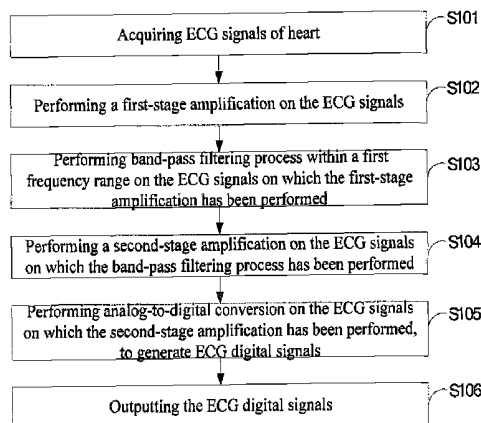 Acquiring ECG signals of heart
S101
Performing a first-stage amplification on the ECG signals
S102
Performing band-pass filtering process within a first
frequency range on the ECG signals on which the first-stage
amplification has been performed
S103
Performing a second-stage amplification on the ECG signals
on which the band-pass filtering process has been performed
S104
Performing analog-to-digital conversion on the ECG signals
on which the second-stage amplification has been performed,
to generate ECG digital signals
S105
Outputting the ECG digital signals
S106